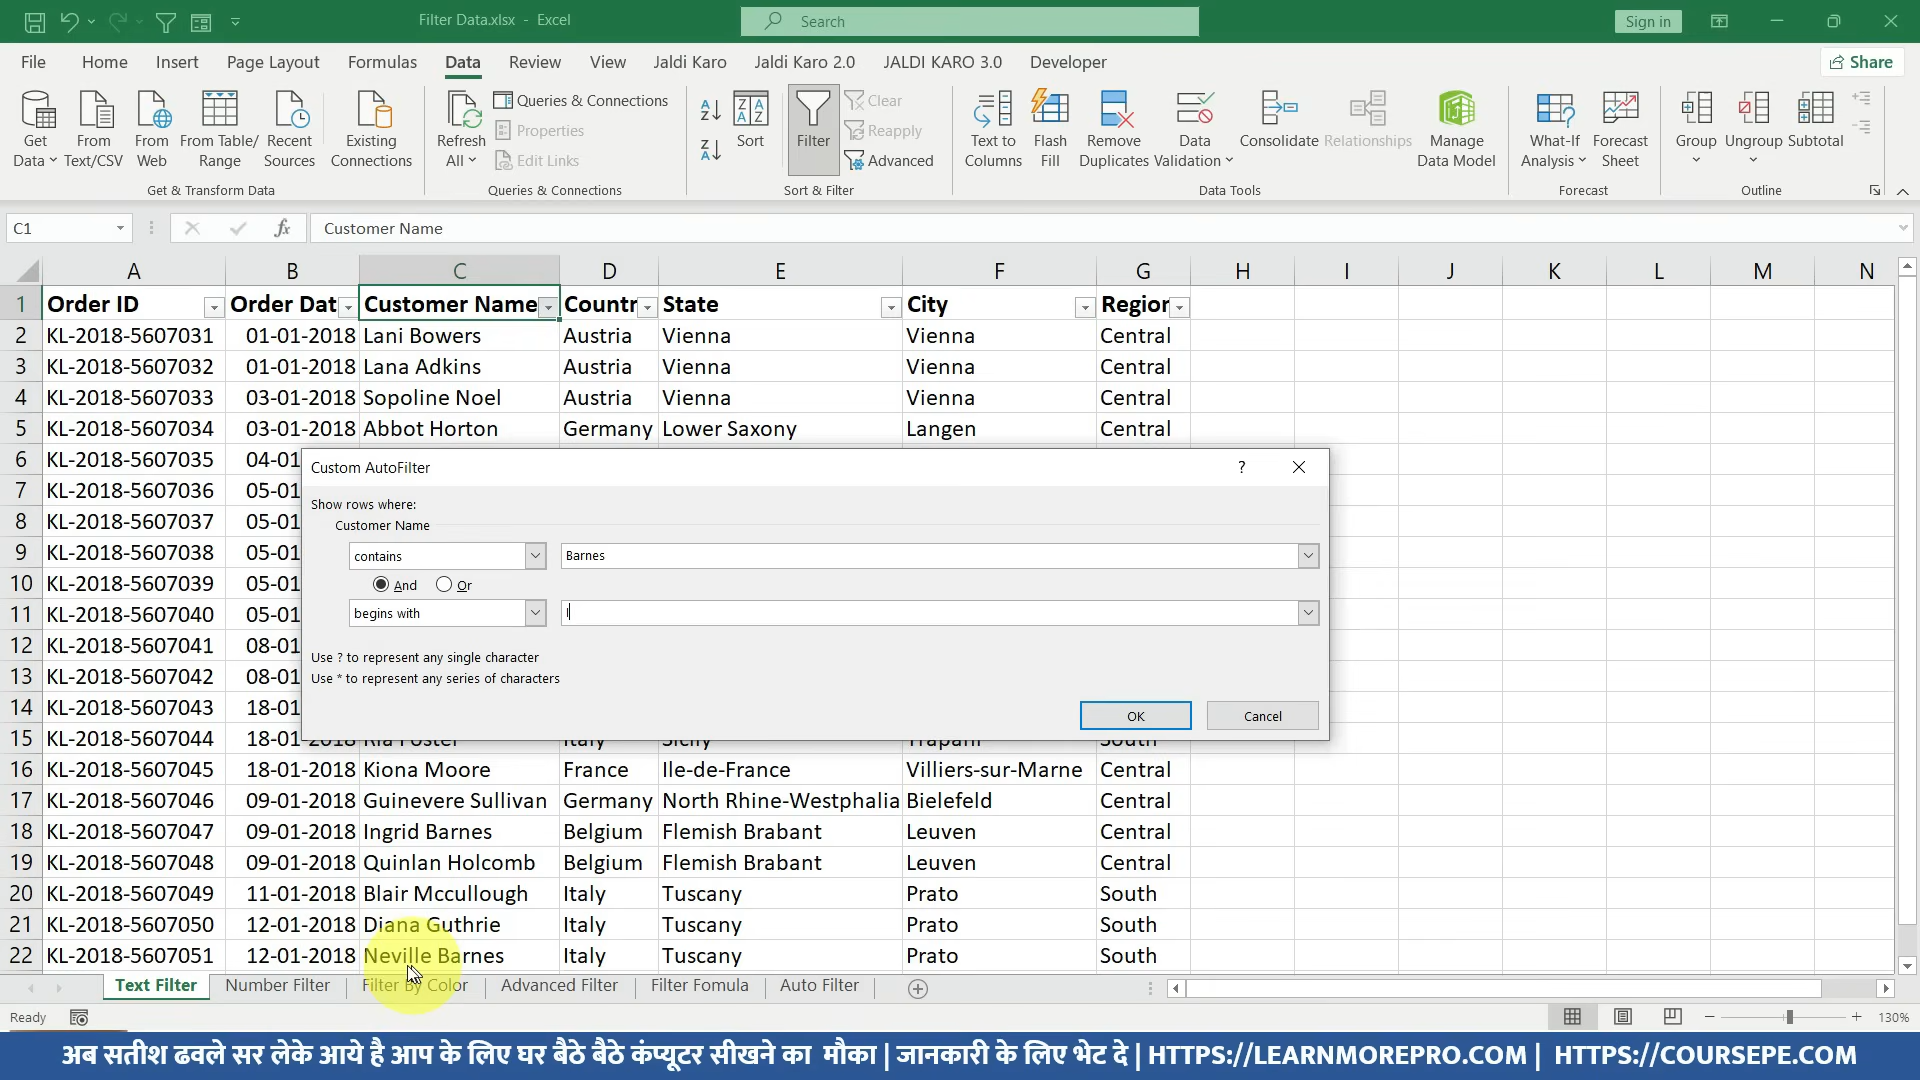 Filter Data.xlsx - Excel
Search
Sign in
File Home Insert Page Layout Formulas Data Review View Jaldi Karo Jaldi Karo 2.0 JALDI KARO 3.0 Developer Share
Get Data From Text/CSV From Web From Table/ Range Recent Sources Existing Connections
Refresh All Queries & Connections Properties Edit Links
Sort Filter Clear Reapply Advanced
Text to Columns Flash Fill Remove Duplicates Data Validation Consolidate Relationships Manage Data Model
What-If Analysis Forecast Sheet Group Ungroup Subtotal
Get & Transform Data Queries & Connections Sort & Filter Data Tools Forecast Outline
C1 fx Customer Name
A B C D E F G H I J K L M N
1 Order ID Order Dat Customer Name Countr State City Region
2 KL-2018-5607031 01-01-2018 Lani Bowers Austria Vienna Vienna Central
3 KL-2018-5607032 01-01-2018 Lana Adkins Austria Vienna Vienna Central
4 KL-2018-5607033 03-01-2018 Sopoline Noel Austria Vienna Vienna Central
5 KL-2018-5607034 03-01-2018 Abbot Horton Germany Lower Saxony Langen Central
6 KL-2018-5607035 04-01
7 KL-2018-5607036 05-01
8 KL-2018-5607037 05-01
9 KL-2018-5607038 05-01
10 KL-2018-5607039 05-01
11 KL-2018-5607040 05-01
12 KL-2018-5607041 08-01
13 KL-2018-5607042 08-01
14 KL-2018-5607043 18-01
15 KL-2018-5607044 18-01-2018 Ria Foster Italy Sicily Trapani South
16 KL-2018-5607045 18-01-2018 Kiona Moore France Ile-de-France Villiers-sur-Marne Central
17 KL-2018-5607046 09-01-2018 Guinevere Sullivan Germany North Rhine-Westphalia Bielefeld Central
18 KL-2018-5607047 09-01-2018 Ingrid Barnes Belgium Flemish Brabant Leuven Central
19 KL-2018-5607048 09-01-2018 Quinlan Holcomb Belgium Flemish Brabant Leuven Central
20 KL-2018-5607049 11-01-2018 Blair Mccullough Italy Tuscany Prato South
21 KL-2018-5607050 12-01-2018 Diana Guthrie Italy Tuscany Prato South
22 KL-2018-5607051 12-01-2018 Neville Barnes Italy Tuscany Prato South
Custom AutoFilter ?
Show rows where:
Customer Name
contains Barnes
And Or
begins with I
Use ? to represent any single character
Use * to represent any series of characters
OK Cancel
Text Filter Number Filter Filter By Color Advanced Filter Filter Fomula Auto Filter
Ready 130%
अब सतीश ढवले सर लेके आये है आप के लिए घर बैठे बैठे कंप्यूटर सीखने का मौका | जानकारी के लिए भेट दे | HTTPS://LEARNMOREPRO.COM | HTTPS://COURSEPE.COM